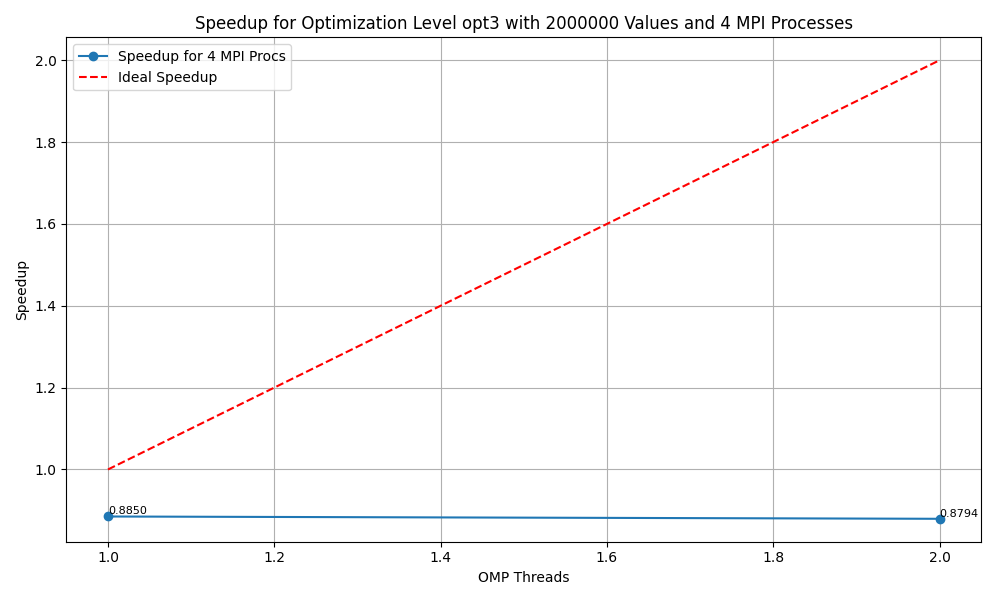 Speedup for Optimization Level opt3 with 2000000 Values and 4 MPI Processes
Speedup for 4 MPI Procs
Ideal Speedup
2.0
1.8
1.6
1.4
1.2
1.0
Speedup
0.8850
0.8794
1.0 1.2 1.4 1.6 1.8 2.0
OMP Threads